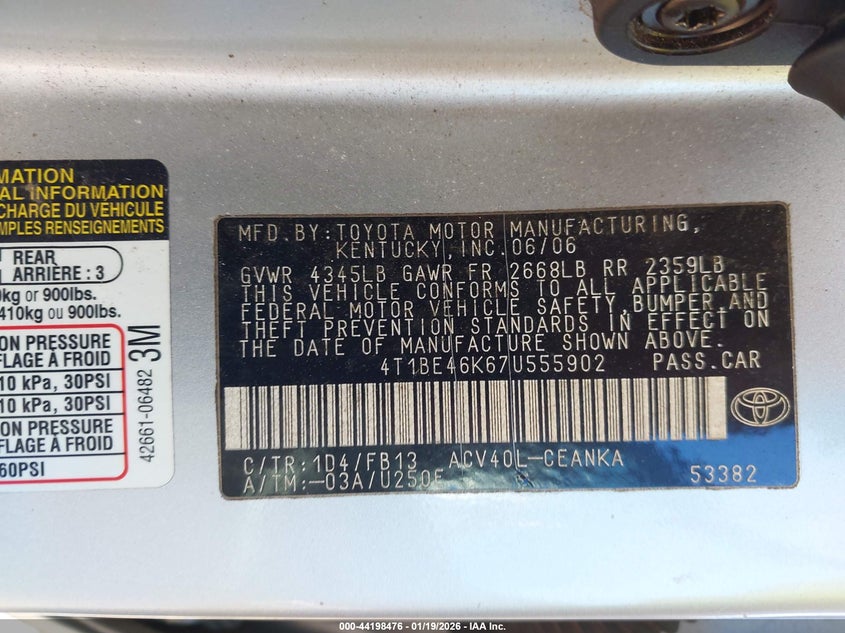 MATION
AL INFORMATION
CHARGE DU VÉHICULE
MPLES RENSEIGNEMENTS
REAR
ARRIÈRE : 3
kg or 900lbs.
410kg ou 900lbs.
ON PRESSURE
FLAGE À FROID
10 kPa, 30PSI
10 kPa, 30PSI
ON PRESSURE
FLAGE À FROID
60PSI
42661-06482
3M
MFD. BY: TOYOTA MOTOR MANUFACTURING,
KENTUCKY, INC. 06/06
GVWR 4345LB GAWR FR 2668LB RR 2359LB
THIS VEHICLE CONFORMS TO ALL APPLICABLE
FEDERAL MOTOR VEHICLE SAFETY, BUMPER, AND
THEFT PREVENTION STANDARDS IN EFFECT ON
THE DATE OF MANUFACTURE SHOWN ABOVE.
4T1BE46K67U555902 PASS. CAR
C/TR: 1D4/FB13 ACV40L-CEANKA
A/TM: -03A/U250E 53382
000-44198476 - 01/19/2026 - IAA Inc.